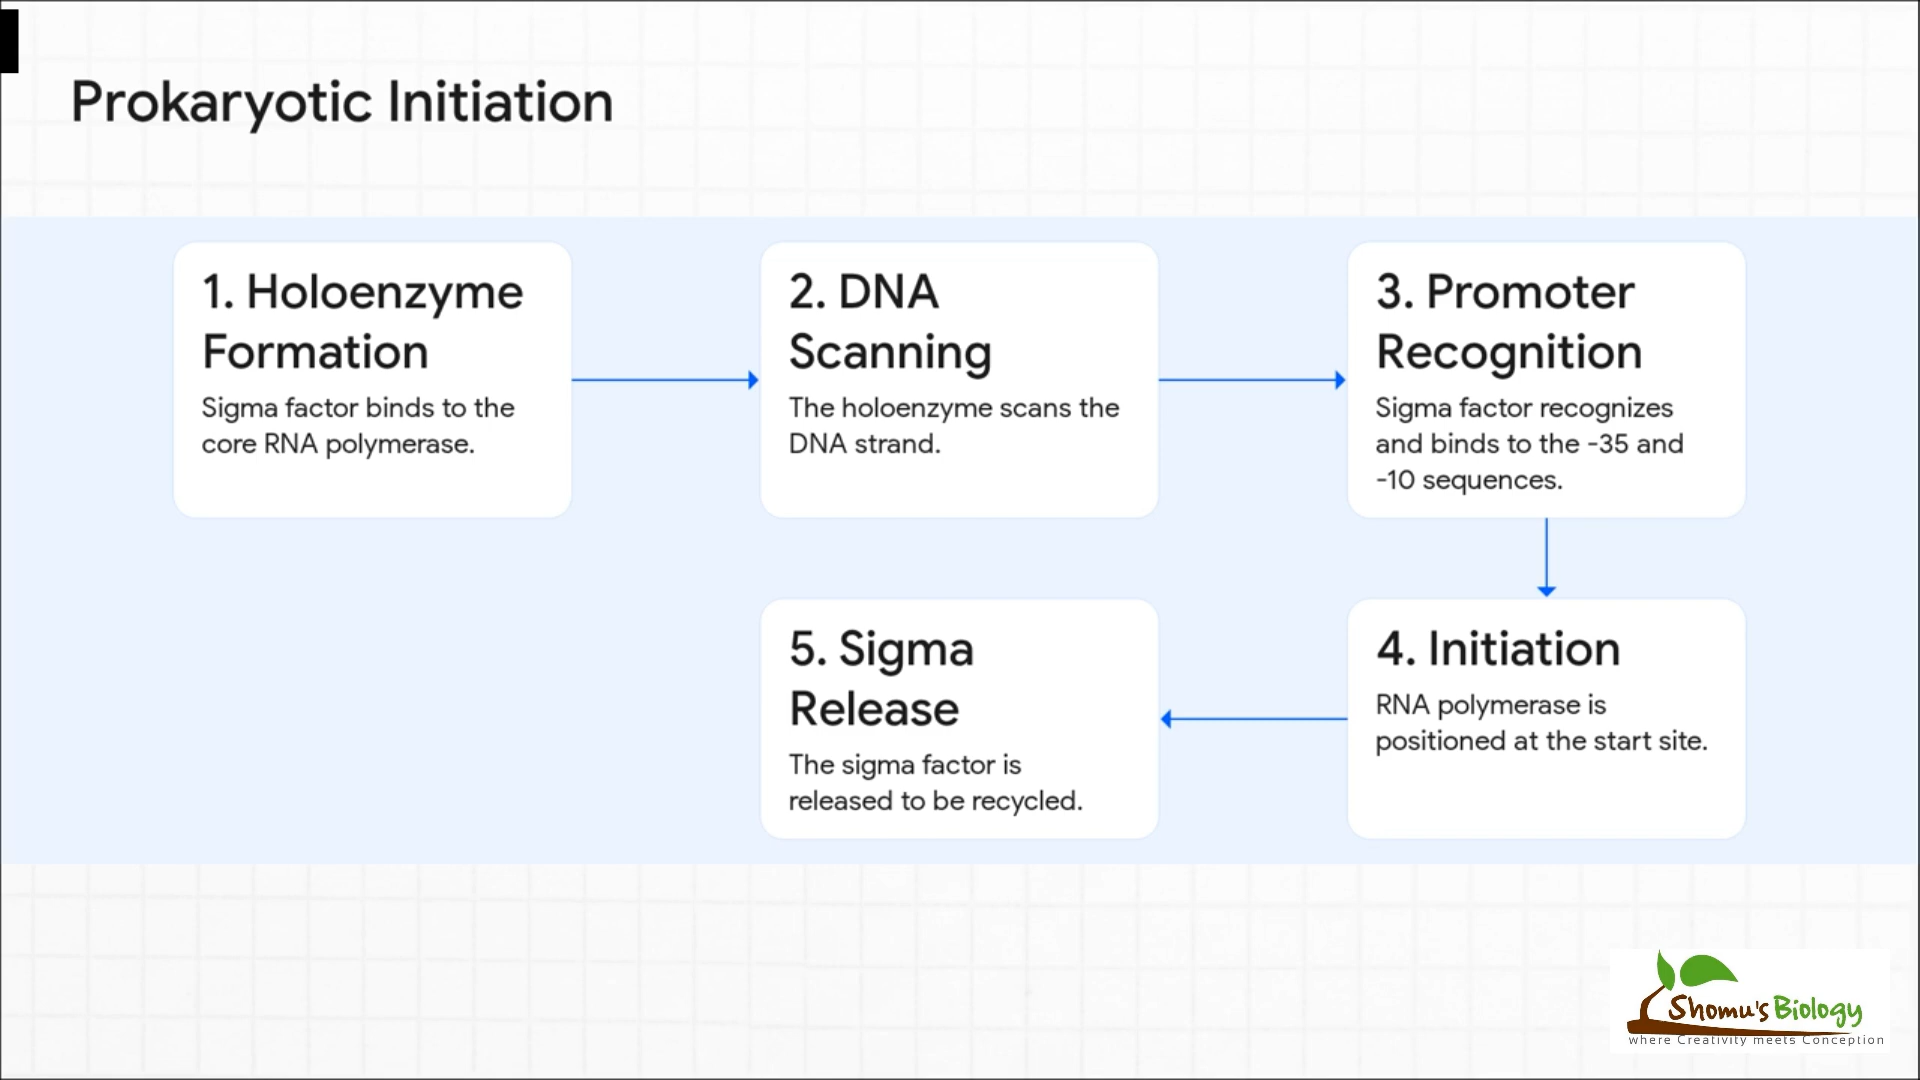 Prokaryotic Initiation
1. Holoenzyme
Formation
Sigma factor binds to the
core RNA polymerase.
2. DNA
Scanning
The holoenzyme scans the
DNA strand.
3. Promoter
Recognition
Sigma factor recognizes
and binds to the -35 and
-10 sequences.
4. Initiation
RNA polymerase is
positioned at the start site.
5. Sigma
Release
The sigma factor is
released to be recycled.
Shomu's Biology
where Creativity meets Conception